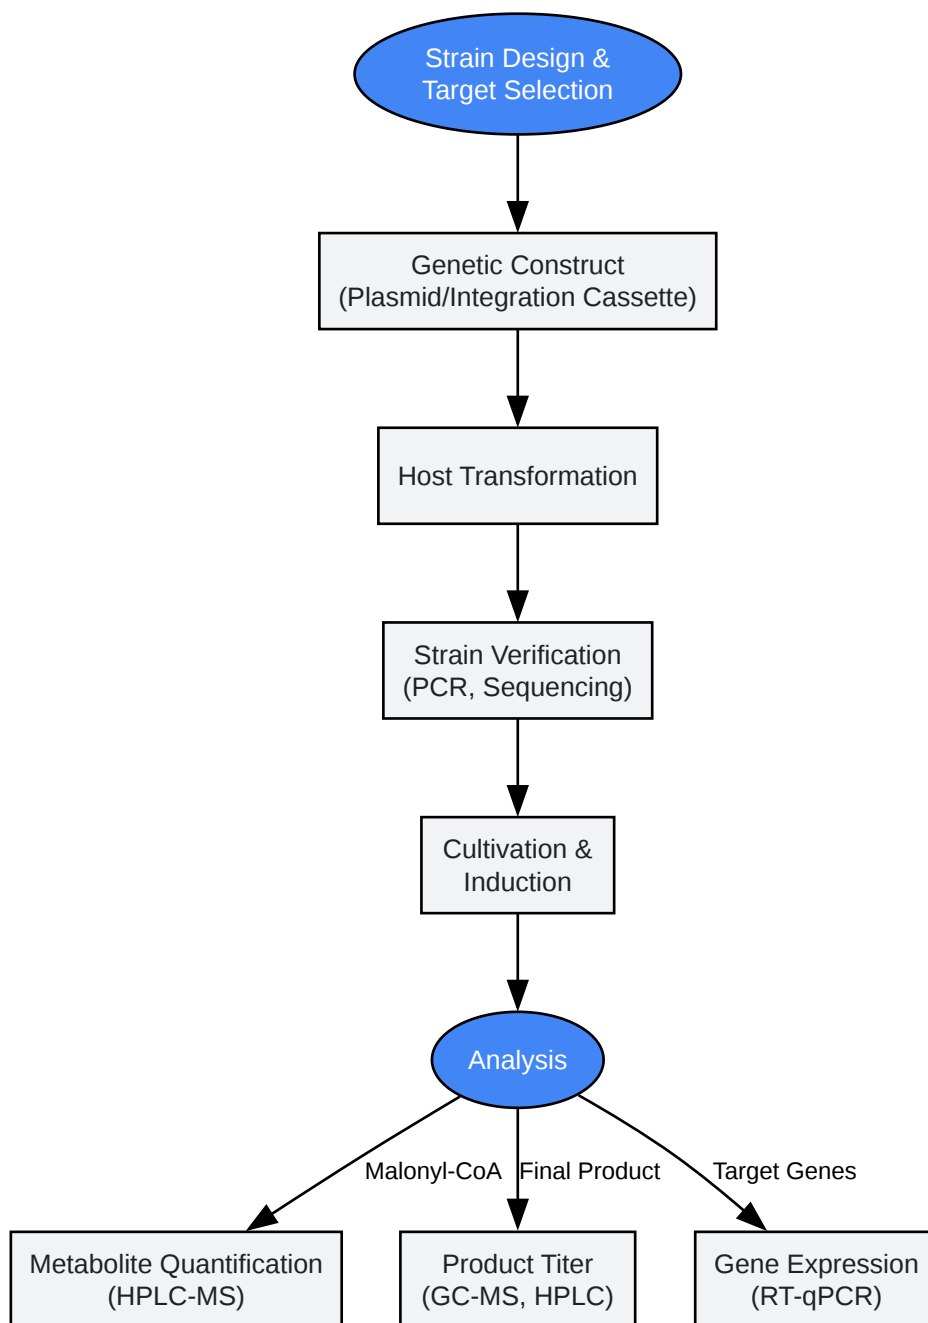 Strain Design &
Target Selection
Genetic Construct
(Plasmid/Integration Cassette)
Host Transformation
Strain Verification
(PCR, Sequencing)
Cultivation &
Induction
Analysis
Malonyl-CoA
Final Product
Target Genes
Metabolite Quantification
(HPLC-MS)
Product Titer
(GC-MS, HPLC)
Gene Expression
(RT-qPCR)